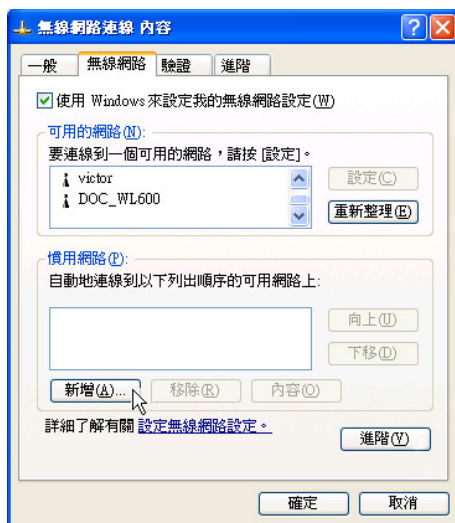 無線網路連線 內容
一般 無線網路 驗證 進階
使用 Windows 來設定我的無線網路設定(W)
可用的網路(N):
要連線到一個可用的網路，請按 [設定]。
victor
DOC_WL600
設定(C)
重新整理(E)
慣用網路(P):
自動地連線到以下列出順序的可用網路上:
向上(U)
下移(D)
新增(A)... 移除(R) 內容(O)
詳細了解有關 設定無線網路設定。
進階(V)
確定 取消